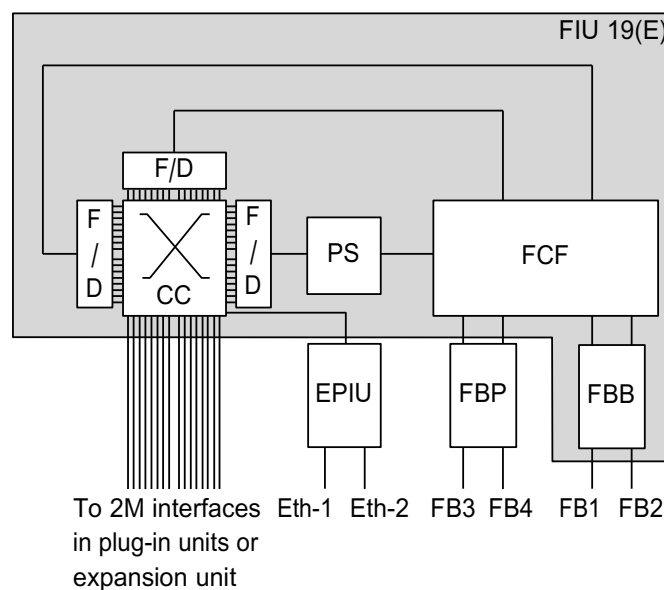 FIU 19(E)
F/D
F
/
D
CC
F
/
D
PS
FCF
EPIU
FBP
FBB
To 2M interfaces
in plug-in units or
expansion unit
Eth-1
Eth-2
FB3
FB4
FB1
FB2